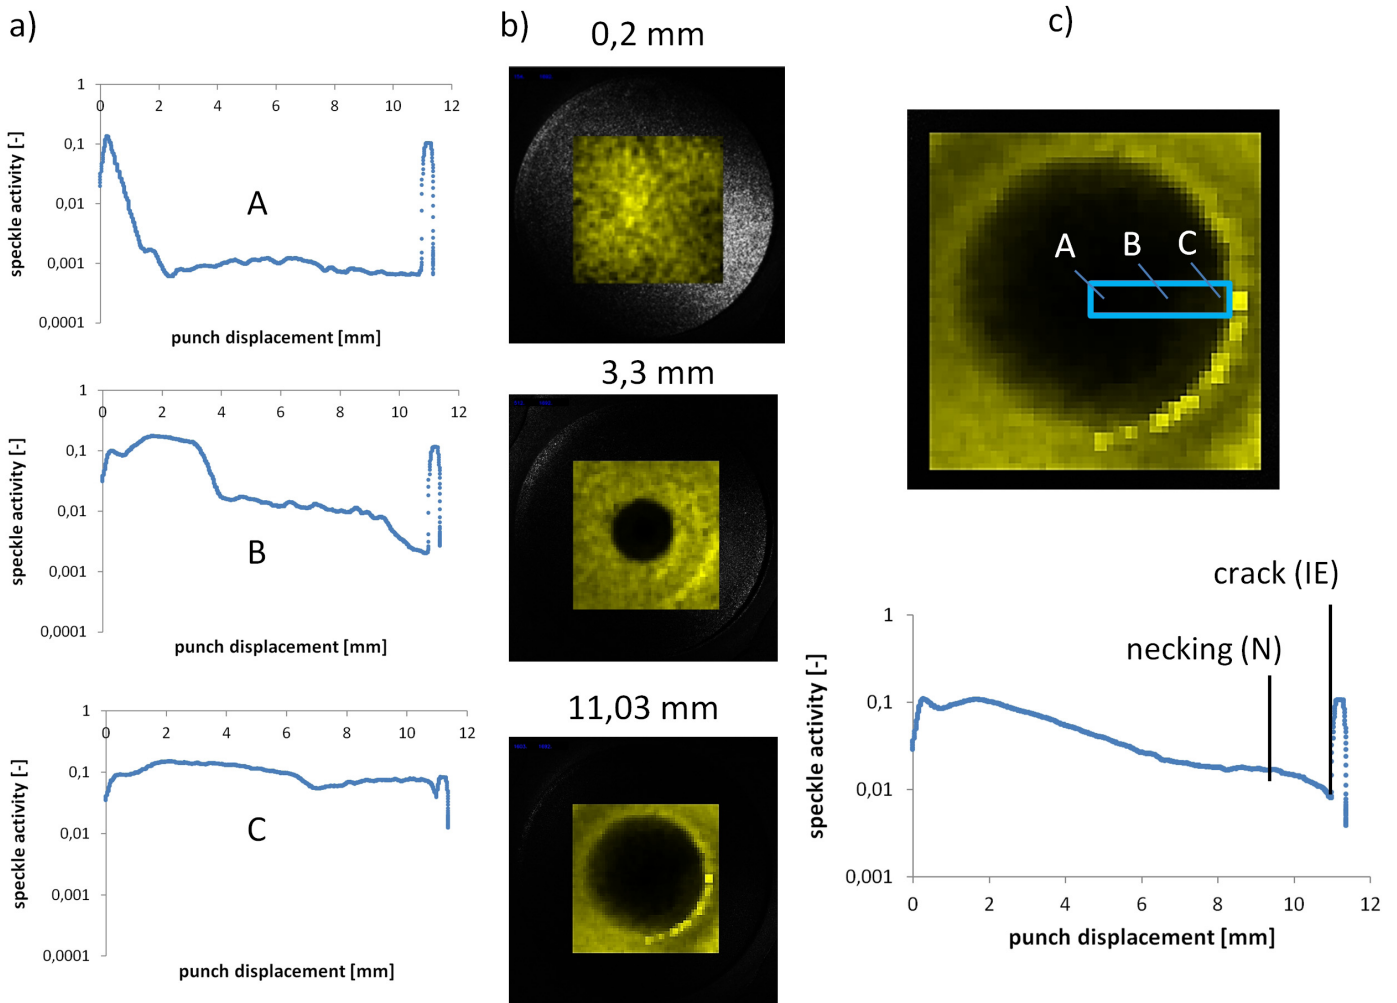 a)
1
0,1
0,01
0,001
0,0001
0 2 4 6 8 10 12
speckle activity [-]
A
punch displacement [mm]
1
0,1
0,01
0,001
0,0001
0 2 4 6 8 10 12
speckle activity [-]
B
punch displacement [mm]
1
0,1
0,01
0,001
0,0001
0 2 4 6 8 10 12
speckle activity [-]
C
punch displacement [mm]
b)
0,2 mm
3,3 mm
11,03 mm
c)
A B C
crack (IE)
necking (N)
1
0,1
0,01
0,001
0 2 4 6 8 10 12
speckle activity [-]
punch displacement [mm]